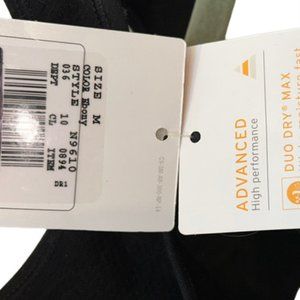 SIZE M
COLOR Ebony
STYLE N9610
036 10 0894
DEPT CL ITEM
DR1
ADVANCED
High performance
DUO DRY® MAX